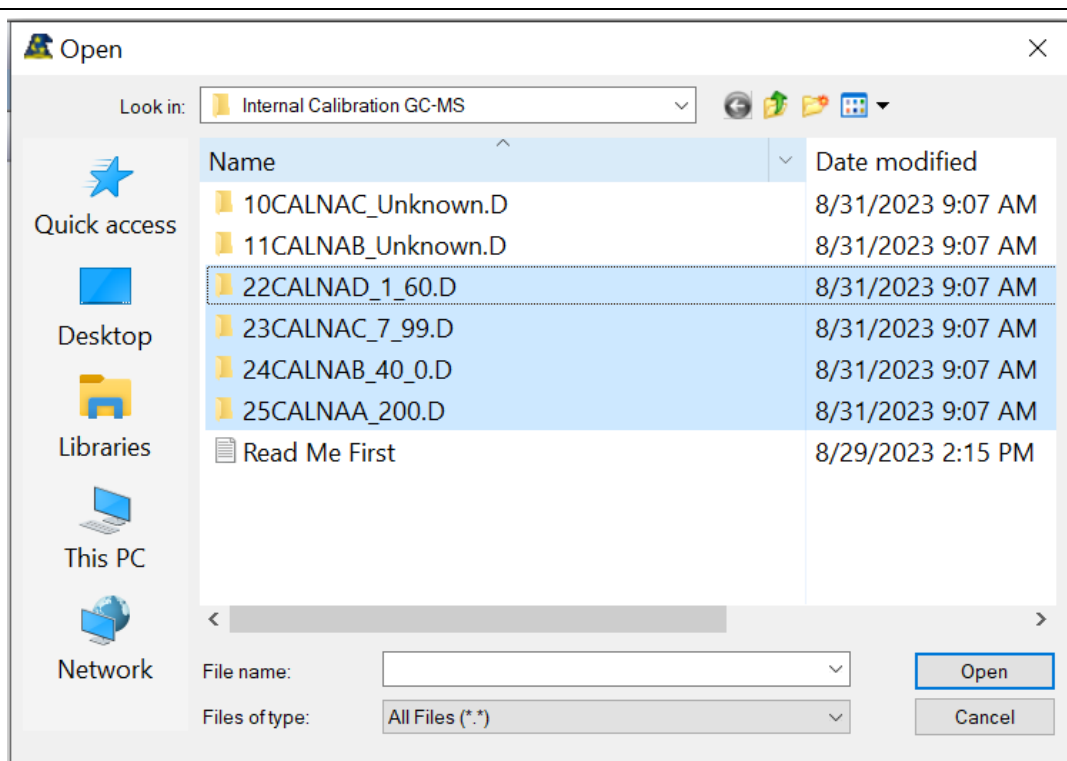 Open
Look in: Internal Calibration GC-MS
Name Date modified
10CALNAC_Unknown.D 8/31/2023 9:07 AM
11CALNAB_Unknown.D 8/31/2023 9:07 AM
22CALNAD_1_60.D 8/31/2023 9:07 AM
23CALNAC_7_99.D 8/31/2023 9:07 AM
24CALNAB_40_0.D 8/31/2023 9:07 AM
25CALNAA_200.D 8/31/2023 9:07 AM
Read Me First 8/29/2023 2:15 PM
Quick access
Desktop
Libraries
This PC
Network
File name: Open
Files of type: All Files (*.*) Cancel